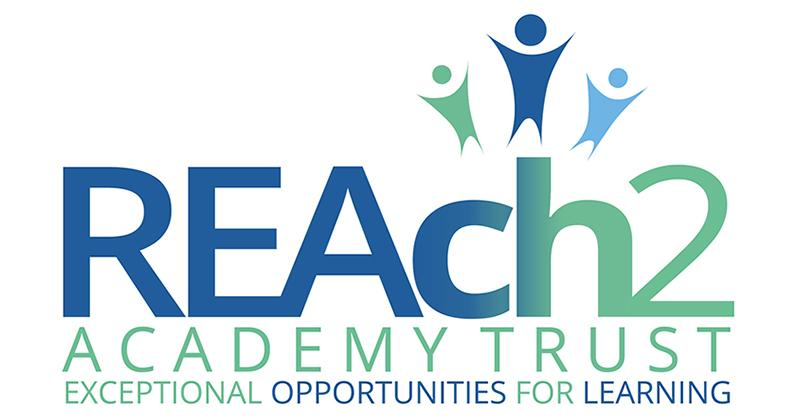 REAch2
ACADEMY TRUST
EXCEPTIONAL OPPORTUNITIES FOR LEARNING